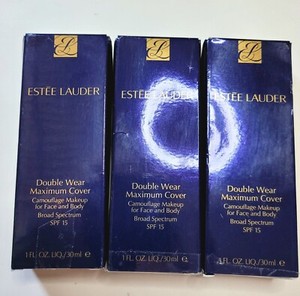 ESTĒE LAUDER
Double Wear
Maximum Cover
Camouflage Makeup
for Face and Body
Broad Spectrum
SPF 15
1 FL. OZ. LIQ./30ml e
ESTĒE LAUDER
Double Wear
Maximum Cover
Camouflage Makeup
for Face and Body
Broad Spectrum
SPF 15
1 FL. OZ. LIQ./30ml e
ESTĒE LAUDER
Double Wear
Maximum Cover
Camouflage Makeup
for Face and Body
Broad Spectrum
SPF 15
1 FL. OZ. LIQ./30ml e